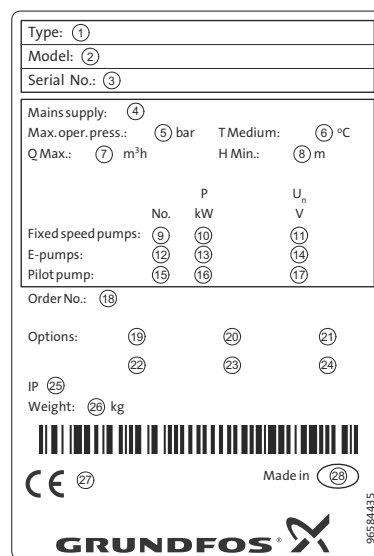 Type: ①
Model: ②
Serial No.: ③
Mains supply: ④
Max. oper. press.: ⑤ bar T Medium: ⑥ °C
Q Max.: ⑦ m³h H Min.: ⑧ m
P Un
No. kW V
Fixed speed pumps: ⑨ ⑩ ⑪
E-pumps: ⑫ ⑬ ⑭
Pilot pump: ⑮ ⑯ ⑰
Order No.: ⑱
Options: ⑲ ⑳ ㉑
㉒ ㉓ ㉔
IP ㉕
Weight: ㉖ kg
CE ㉗ Made in ㉘
96584435
GRUNDFOS